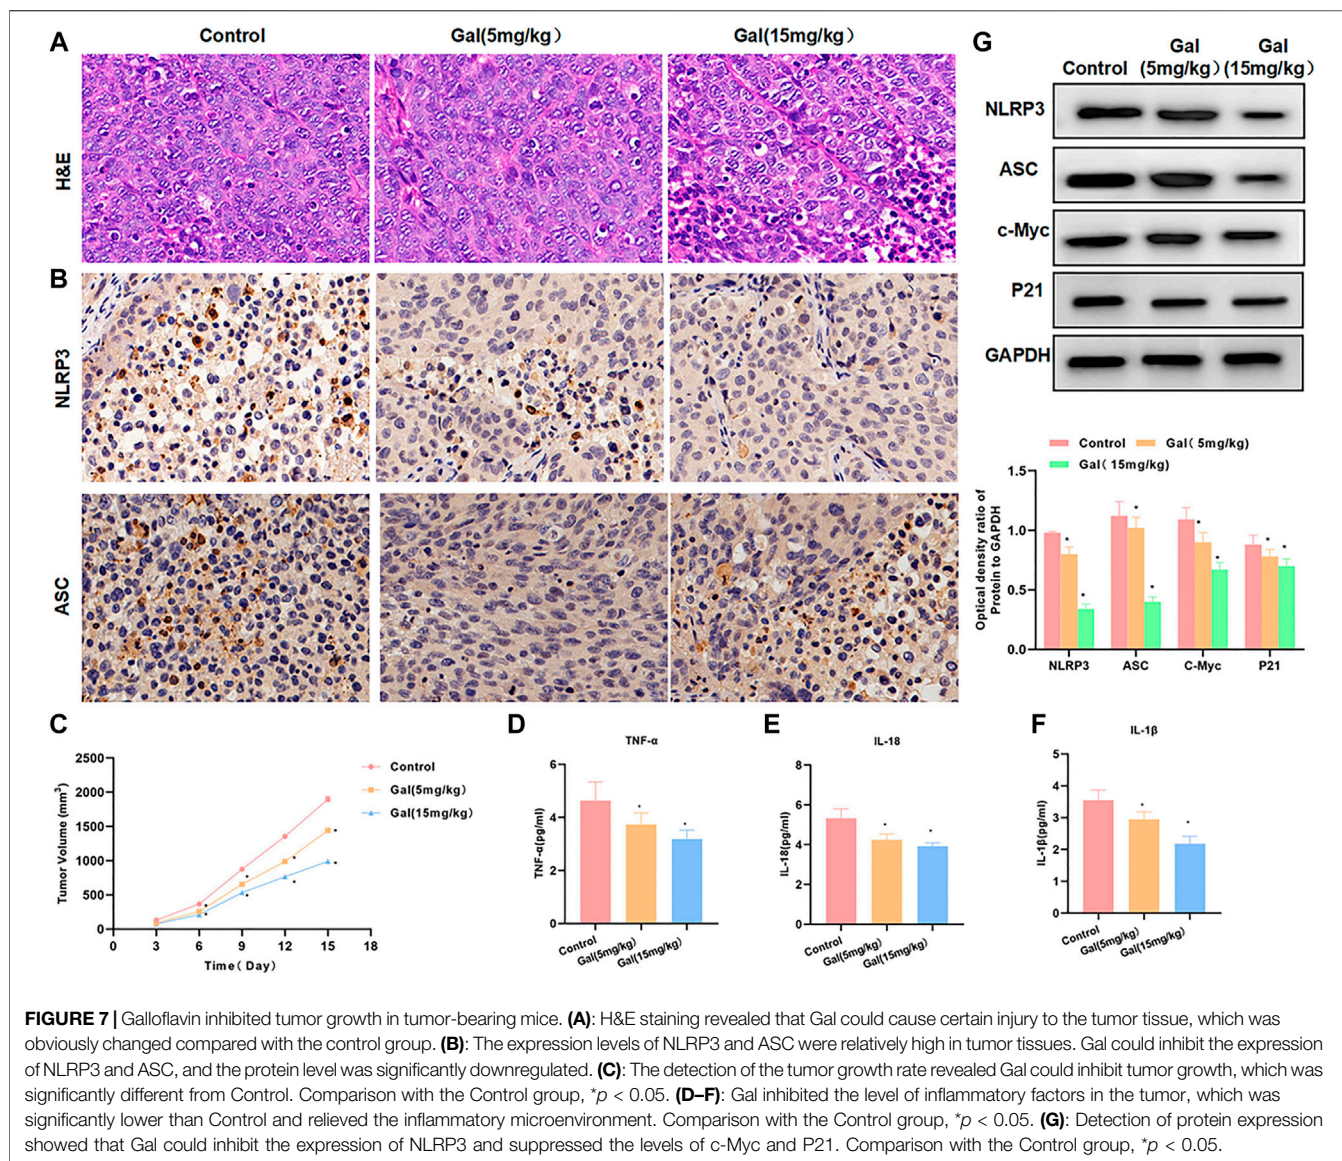 A
Control
Gal(5mg/kg）
Gal(15mg/kg）
H&E
B
NLRP3
ASC
G
Gal Gal
Control (5mg/kg）(15mg/kg）
NLRP3
ASC
c-Myc
P21
GAPDH
Control Gal( 5mg/kg)
Gal( 15mg/kg)
Optical density ratio of
Protein to GAPDH
1.5
1.0
0.5
0.0
* * * * * * * *
NLRP3 ASC C-Myc P21
C
Tumor Volume (mm3)
2500
2000
1500
1000
500
0
* * * * * * * *
0 3 6 9 12 15 18
Time( Day)
Control
Gal(5mg/kg）
Gal(15mg/kg）
D
TNF-α
TNF-α(pg/ml)
6
4
2
0
* *
Control Gal(5mg/kg) Gal(15mg/kg)
E
IL-18
IL-18(pg/ml)
8
6
4
2
0
* *
Control Gal(5mg/kg) Gal(15mg/kg)
F
IL-1β
IL-1β(pg/ml)
5
4
3
2
1
0
* *
Control Gal(5mg/kg) Gal(15mg/kg)
FIGURE 7 | Galloflavin inhibited tumor growth in tumor-bearing mice. (A): H&E staining revealed that Gal could cause certain injury to the tumor tissue, which was
obviously changed compared with the control group. (B): The expression levels of NLRP3 and ASC were relatively high in tumor tissues. Gal could inhibit the expression
of NLRP3 and ASC, and the protein level was significantly downregulated. (C): The detection of the tumor growth rate revealed Gal could inhibit tumor growth, which was
significantly different from Control. Comparison with the Control group, *p < 0.05. (D–F): Gal inhibited the level of inflammatory factors in the tumor, which was
significantly lower than Control and relieved the inflammatory microenvironment. Comparison with the Control group, *p < 0.05. (G): Detection of protein expression
showed that Gal could inhibit the expression of NLRP3 and suppressed the levels of c-Myc and P21. Comparison with the Control group, *p < 0.05.